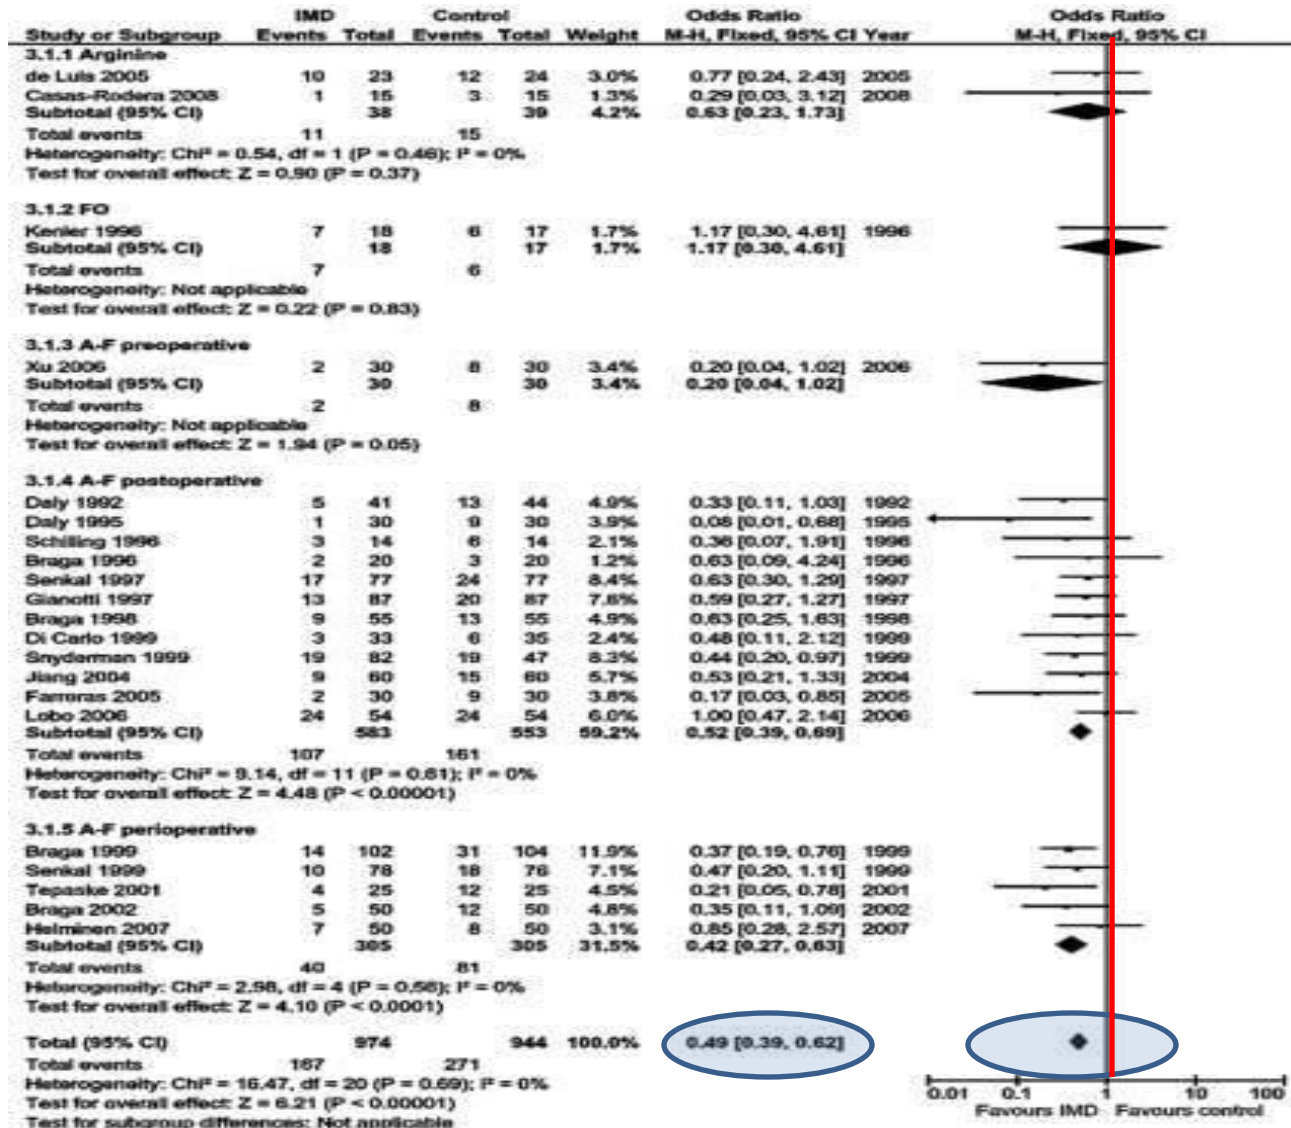 IMD Control Odds Ratio Odds Ratio
Study or Subgroup Events Total Events Total Weight M-H, Fixed, 95% CI Year M-H, Fixed, 95% CI
3.1.1 Arginine
de Luis 2005 10 23 12 24 3.0% 0.77 [0.24, 2.43] 2005
Casas-Rodera 2008 1 15 3 15 1.3% 0.29 [0.03, 3.12] 2008
Subtotal (95% CI) 38 39 4.2% 0.63 [0.23, 1.73]
Total events 11 15
Heterogeneity: Chi² = 0.54, df = 1 (P = 0.46); I² = 0%
Test for overall effect: Z = 0.90 (P = 0.37)
3.1.2 FO
Kenler 1996 7 18 6 17 1.7% 1.17 [0.30, 4.61] 1996
Subtotal (95% CI) 18 17 1.7% 1.17 [0.30, 4.61]
Total events 7 6
Heterogeneity: Not applicable
Test for overall effect: Z = 0.22 (P = 0.83)
3.1.3 A-F preoperative
Xu 2006 2 30 8 30 3.4% 0.20 [0.04, 1.02] 2006
Subtotal (95% CI) 30 30 3.4% 0.20 [0.04, 1.02]
Total events 2 8
Heterogeneity: Not applicable
Test for overall effect: Z = 1.94 (P = 0.05)
3.1.4 A-F postoperative
Daly 1992 5 41 13 44 4.9% 0.33 [0.11, 1.03] 1992
Daly 1995 1 30 9 30 3.9% 0.08 [0.01, 0.68] 1995
Schilling 1996 3 14 6 14 2.1% 0.36 [0.07, 1.91] 1996
Braga 1996 2 20 3 20 1.2% 0.63 [0.09, 4.24] 1996
Senkal 1997 17 77 24 77 8.4% 0.63 [0.30, 1.29] 1997
Gianotti 1997 13 87 20 87 7.6% 0.59 [0.27, 1.27] 1997
Braga 1998 9 55 13 55 4.9% 0.63 [0.25, 1.63] 1998
Di Carlo 1999 3 33 6 35 2.4% 0.48 [0.11, 2.12] 1999
Snyderman 1999 19 82 19 47 8.3% 0.44 [0.20, 0.97] 1999
Jiang 2004 9 60 15 60 5.7% 0.53 [0.21, 1.33] 2004
Farreras 2005 2 30 9 30 3.8% 0.17 [0.03, 0.85] 2005
Lobo 2006 24 54 24 54 6.0% 1.00 [0.47, 2.14] 2006
Subtotal (95% CI) 583 553 59.2% 0.52 [0.39, 0.69]
Total events 107 161
Heterogeneity: Chi² = 9.14, df = 11 (P = 0.61); I² = 0%
Test for overall effect: Z = 4.48 (P < 0.00001)
3.1.5 A-F perioperative
Braga 1999 14 102 31 104 11.9% 0.37 [0.19, 0.76] 1999
Senkal 1999 10 78 18 76 7.1% 0.47 [0.20, 1.11] 1999
Tepaske 2001 4 25 12 25 4.5% 0.21 [0.05, 0.78] 2001
Braga 2002 5 50 12 50 4.8% 0.35 [0.11, 1.09] 2002
Helminen 2007 7 50 8 50 3.1% 0.85 [0.28, 2.57] 2007
Subtotal (95% CI) 305 305 31.5% 0.42 [0.27, 0.63]
Total events 40 81
Heterogeneity: Chi² = 2.98, df = 4 (P = 0.56); I² = 0%
Test for overall effect: Z = 4.10 (P < 0.0001)
Total (95% CI) 974 944 100.0% 0.49 [0.39, 0.62]
Total events 167 271
Heterogeneity: Chi² = 16.47, df = 20 (P = 0.69); I² = 0%
Test for overall effect: Z = 6.21 (P < 0.00001)
Test for subgroup differences: Not applicable
0.01 0.1 1 10 100
Favours IMD Favours control